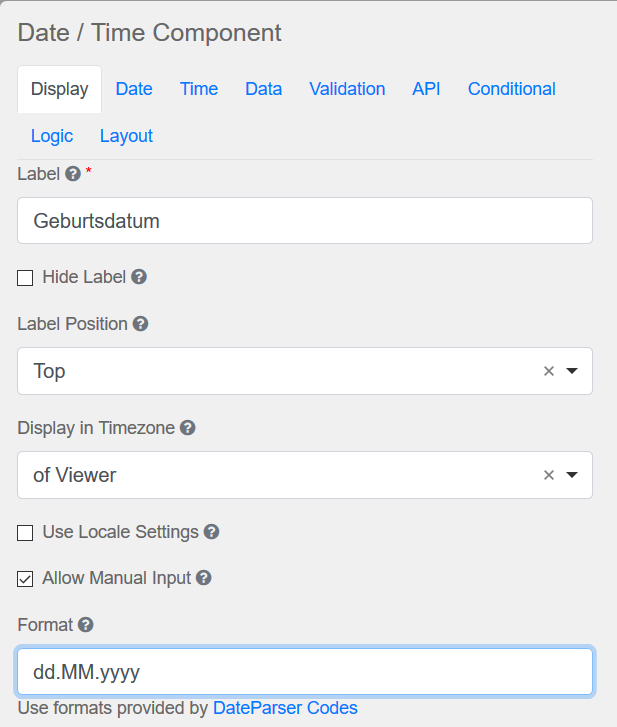 Date / Time Component
Display Date Time Data Validation API Conditional
Logic Layout
Label ? *
Geburtsdatum
Hide Label ?
Label Position ?
Top ×
Display in Timezone ?
of Viewer ×
Use Locale Settings ?
Allow Manual Input ?
Format ?
dd.MM.yyyy
Use formats provided by DateParser Codes